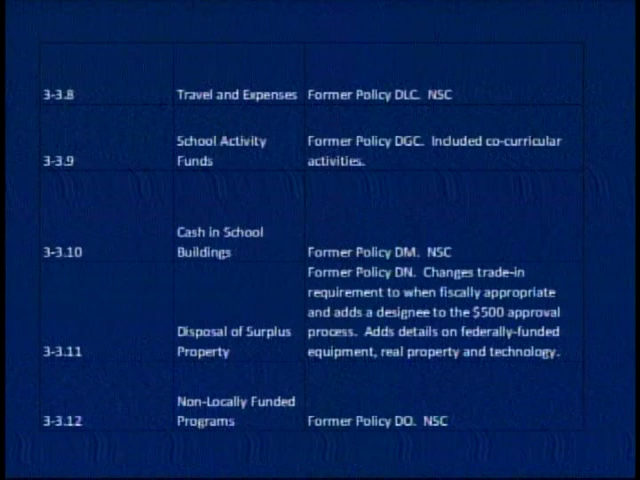 3-3.8 Travel and Expenses Former Policy DLC. NSC
School Activity Former Policy DGC. Included co-curricular
3-3.9 Funds activities.
Cash in School
3-3.10 Buildings Former Policy DM. NSC
Former Policy DN. Changes trade-in
requirement to when fiscally appropriate
and adds a designee to the $500 approval
Disposal of Surplus process. Adds details on federally-funded
3-3.11 Property equipment, real property and technology.
Non-Locally Funded
3-3.12 Programs Former Policy DO. NSC